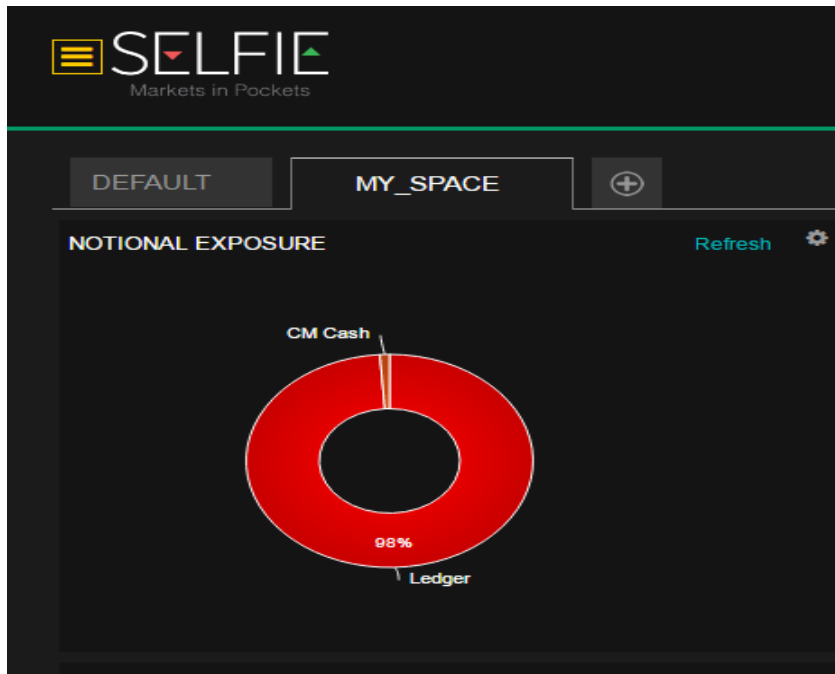 SELFIE
Markets in Pockets
DEFAULT
MY_SPACE
NOTIONAL EXPOSURE
Refresh
CM Cash
98%
Ledger